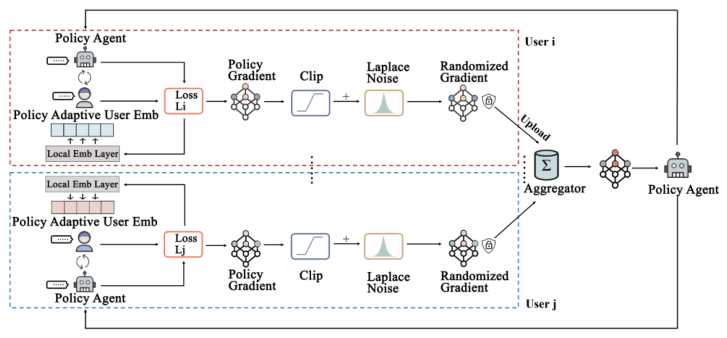 Policy Agent
User i
Policy
Gradient
Clip
Laplace
Noise
Randomized
Gradient
Loss
Li
+
Policy Adaptive User Emb
Local Emb Layer
Upload
Σ
Aggregator
Policy Agent
Local Emb Layer
Policy Adaptive User Emb
Loss
Lj
+
Policy
Gradient
Clip
Laplace
Noise
Randomized
Gradient
Policy Agent
User j